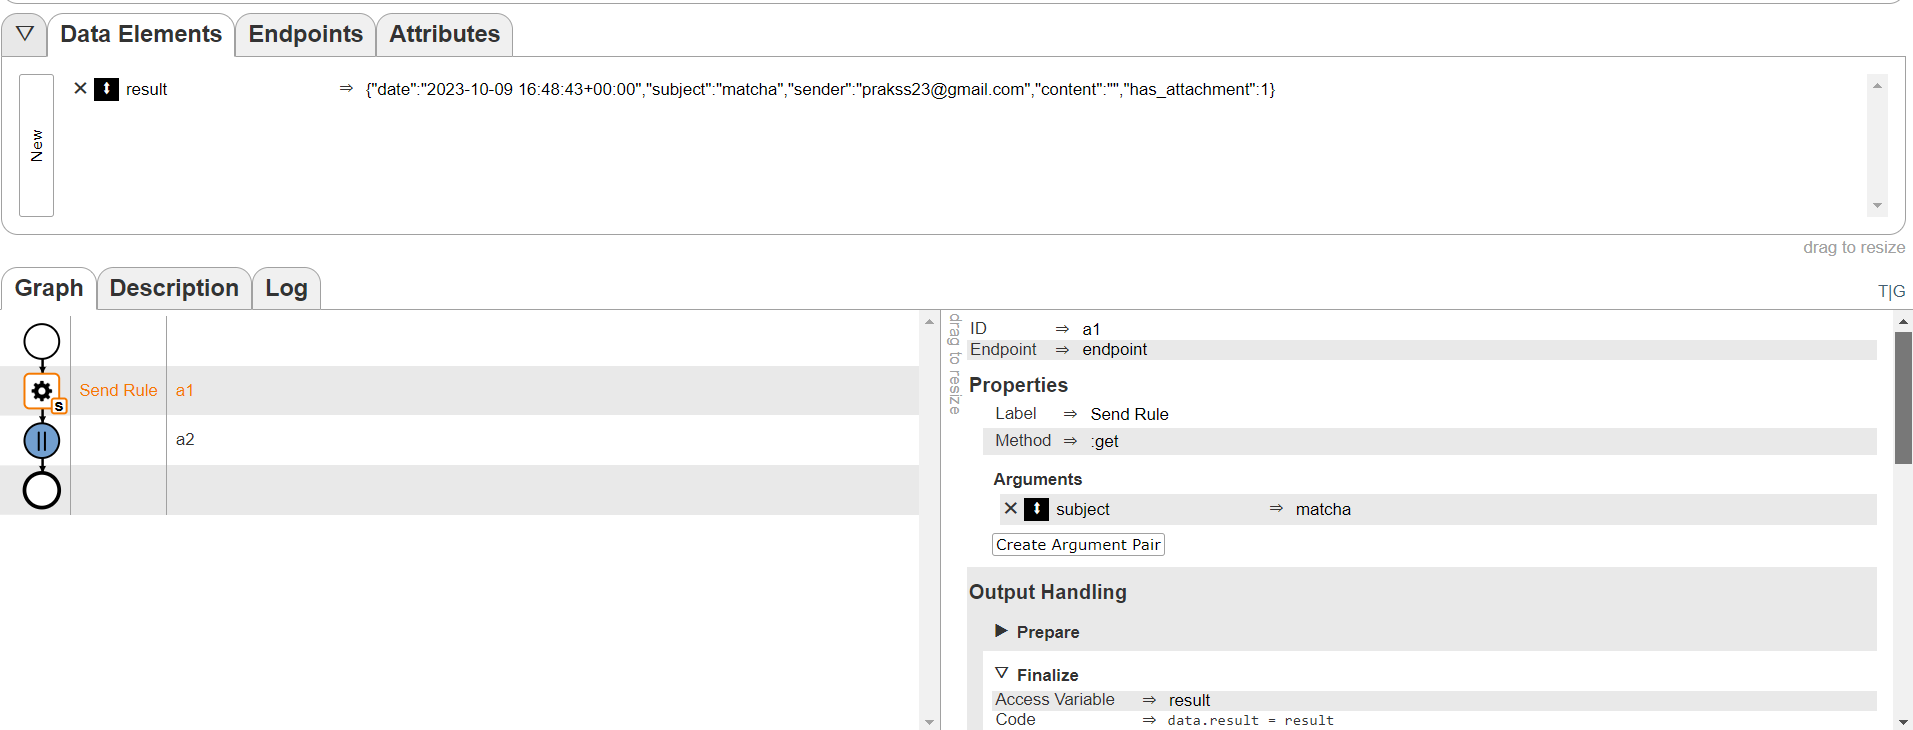 ▽ Data Elements Endpoints Attributes
New
✕ result ⇒ {"date":"2023-10-09 16:48:43+00:00","subject":"matcha","sender":"prakss23@gmail.com","content":"","has_attachment":1}
drag to resize
Graph Description Log
T|G
Send Rule a1
s
a2
drag to resize
ID ⇒ a1
Endpoint ⇒ endpoint
Properties
Label ⇒ Send Rule
Method ⇒ :get
Arguments
✕ subject ⇒ matcha
Create Argument Pair
Output Handling
▶ Prepare
▽ Finalize
Access Variable ⇒ result
Code ⇒ data.result = result